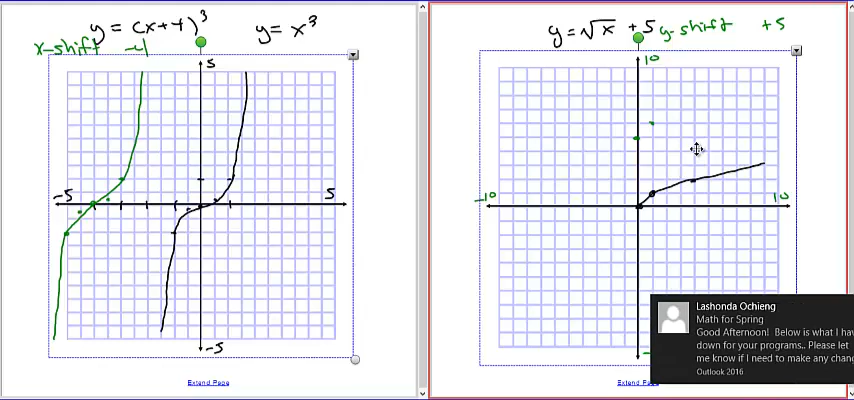 y = (x+4)³ y = x³
x-shift -4
5
-5 5
-5
Extend Page
y = √x + 5 y-shift +5
10
-10 10
Extend Page
Lashonda Ochieng
Math for Spring
Good Afternoon! Below is what I hav
down for your programs.. Please let
me know if I need to make any chang
Outlook 2016